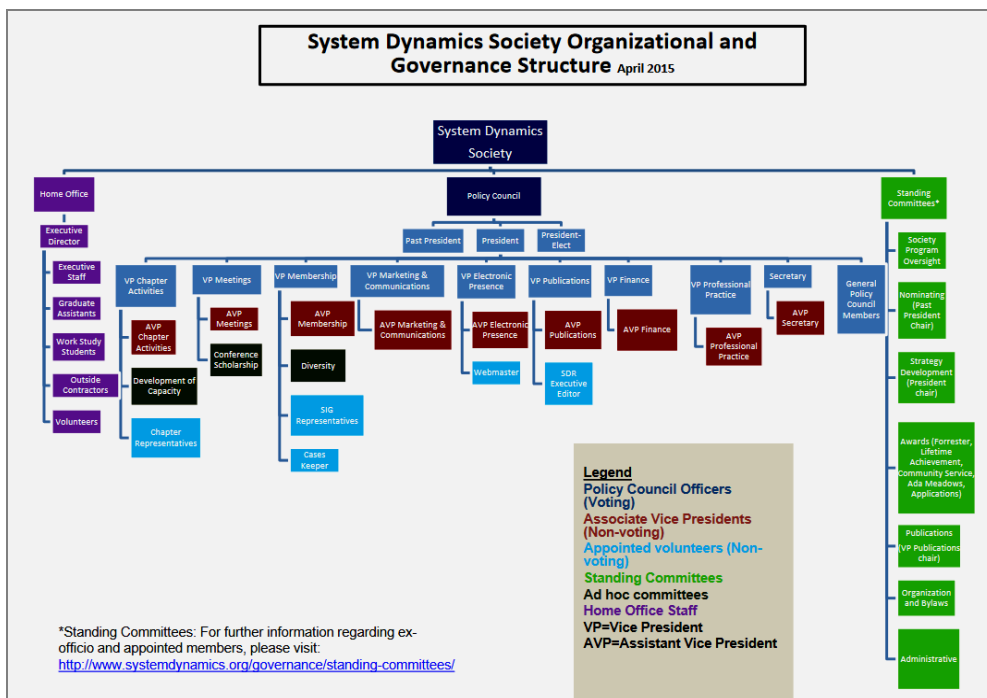 System Dynamics Society Organizational and
Governance Structure April 2015
System Dynamics
Society
Home Office
Policy Council
Standing
Committees*
Executive
Director
Past President
President
President-
Elect
Executive
Staff
Graduate
Assistants
Work Study
Students
Outside
Contractors
Volunteers
VP Chapter
Activities
AVP
Chapter
Activities
Development of
Capacity
Chapter
Representatives
VP Meetings
AVP
Meetings
Conference
Scholarship
VP Membership
AVP
Membership
Diversity
SIG
Representatives
Cases
Keeper
VP Marketing &
Communications
AVP Marketing &
Communications
VP Electronic
Presence
AVP Electronic
Presence
Webmaster
VP Publications
AVP
Publications
SDR
Executive
Editor
VP Finance
AVP Finance
VP Professional
Practice
AVP
Professional
Practice
Secretary
AVP
Secretary
General
Policy
Council
Members
Society
Program
Oversight
Nominating
(Past
President
Chair)
Strategy
Development
(President
chair)
Awards (Forrester,
Lifetime
Achievement,
Community Service,
Ada Meadows,
Applications)
Publications
(VP Publications
chair)
Organization
and Bylaws
Administrative
Legend
Policy Council Officers
(Voting)
Associate Vice Presidents
(Non-voting)
Appointed volunteers (Non-
voting)
Standing Committees
Ad hoc committees
Home Office Staff
VP=Vice President
AVP=Assistant Vice President
*Standing Committees: For further information regarding ex-
officio and appointed members, please visit:
http://www.systemdynamics.org/governance/standing-committees/